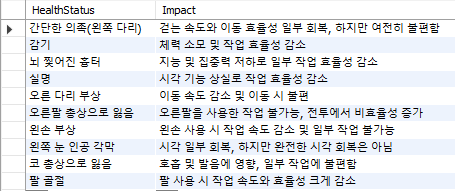 HealthStatus Impact
간단한 의족(왼쪽 다리) 걷는 속도와 이동 효율성 일부 회복, 하지만 여전히 불편함
감기 체력 소모 및 작업 효율성 감소
뇌 찢어진 흉터 지능 및 집중력 저하로 일부 작업 효율성 감소
실명 시각 기능 상실로 작업 효율성 감소
오른 다리 부상 이동 속도 감소 및 이동 시 불편
오른팔 총상으로 잃음 오른팔을 사용한 작업 불가능, 전투에서 비효율성 증가
왼손 부상 왼손 사용 시 작업 속도 감소 및 일부 작업 불가능
왼쪽 눈 인공 각막 시각 일부 회복, 하지만 완전한 시각 회복은 아님
코 총상으로 잃음 호흡 및 발음에 영향, 일부 작업에 불편함
팔 골절 팔 사용 시 작업 속도와 효율성 크게 감소